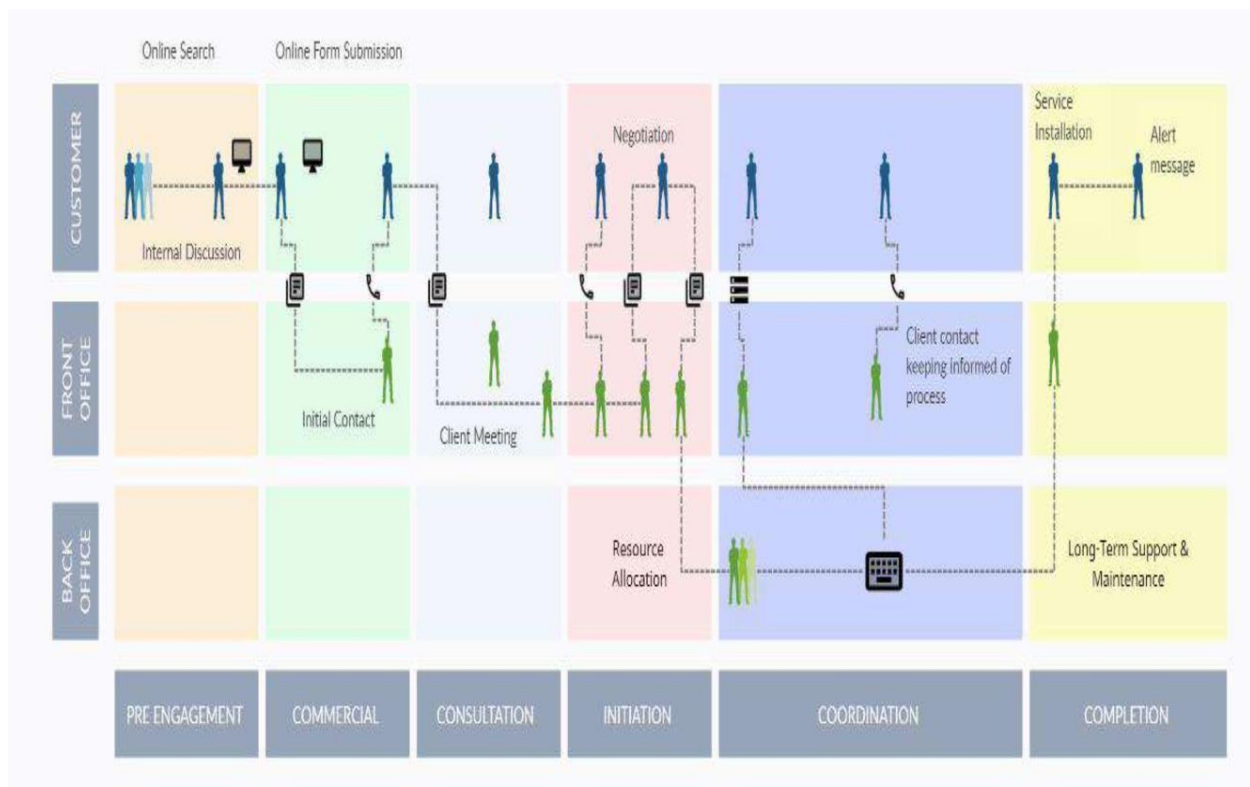 Online Search
Online Form Submission
CUSTOMER
Internal Discussion
Negotiation
Service
Installation
Alert
message
FRONT
OFFICE
Initial Contact
Client Meeting
Client contact
keeping informed of
process
BACK
OFFICE
Resource
Allocation
Long-Term Support &
Maintenance
PRE ENGAGEMENT
COMMERCIAL
CONSULTATION
INITIATION
COORDINATION
COMPLETION